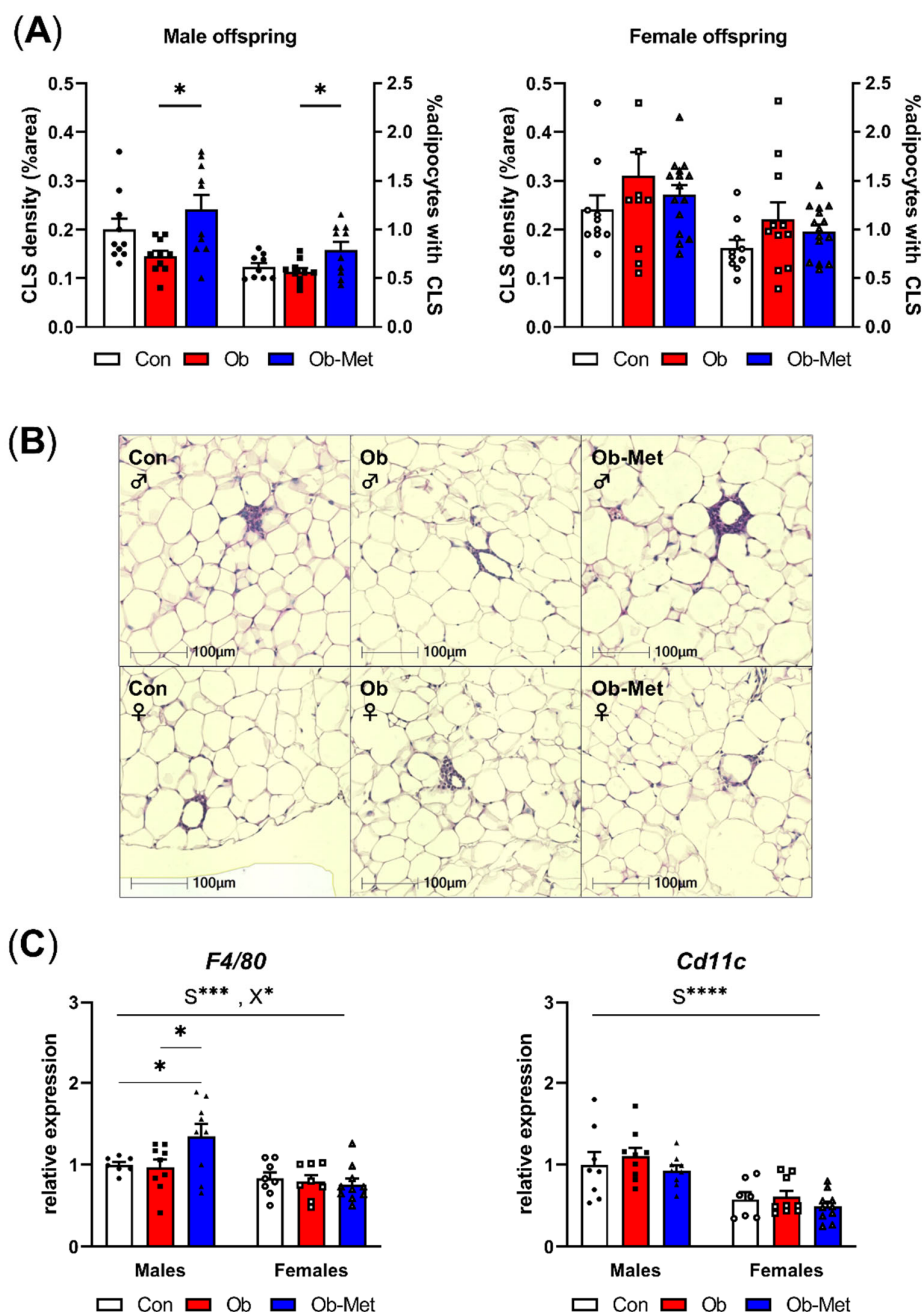 (A)
Male offspring
Female offspring
0.5
0.4
0.3
0.2
0.1
0.0
CLS density (%area)
*
*
2.5
2.0
1.5
1.0
0.5
0.0
%adipocytes with CLS
0.5
0.4
0.3
0.2
0.1
0.0
CLS density (%area)
2.5
2.0
1.5
1.0
0.5
0.0
%adipocytes with CLS
Con Ob Ob-Met
Con Ob Ob-Met
(B)
Con
♂
100µm
Ob
♂
100µm
Ob-Met
♂
100µm
Con
♀
100µm
Ob
♀
100µm
Ob-Met
♀
100µm
(C)
F4/80
S*** , X*
*
*
3
2
1
0
relative expression
Males Females
Con Ob Ob-Met
Cd11c
S****
3
2
1
0
relative expression
Males Females
Con Ob Ob-Met